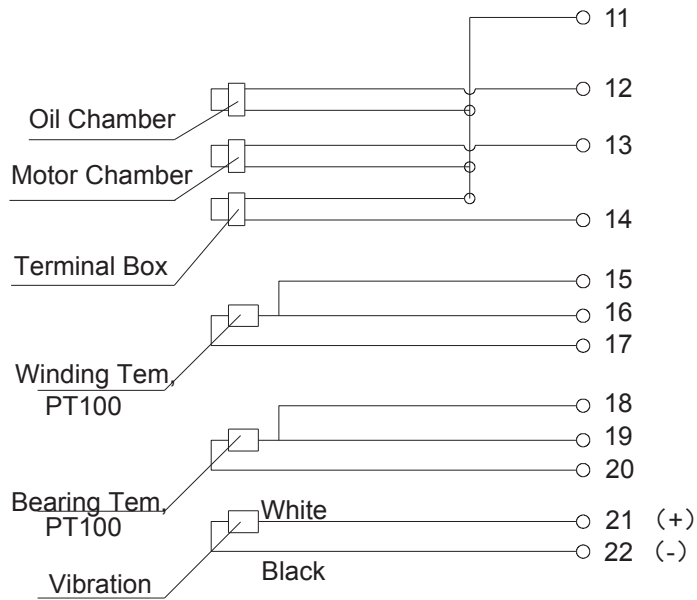 11
12
Oil Chamber
13
Motor Chamber
14
Terminal Box
15
16
17
Winding Tem,
PT100
18
19
20
Bearing Tem,
PT100
White
21 （+）
22 （-）
Black
Vibration